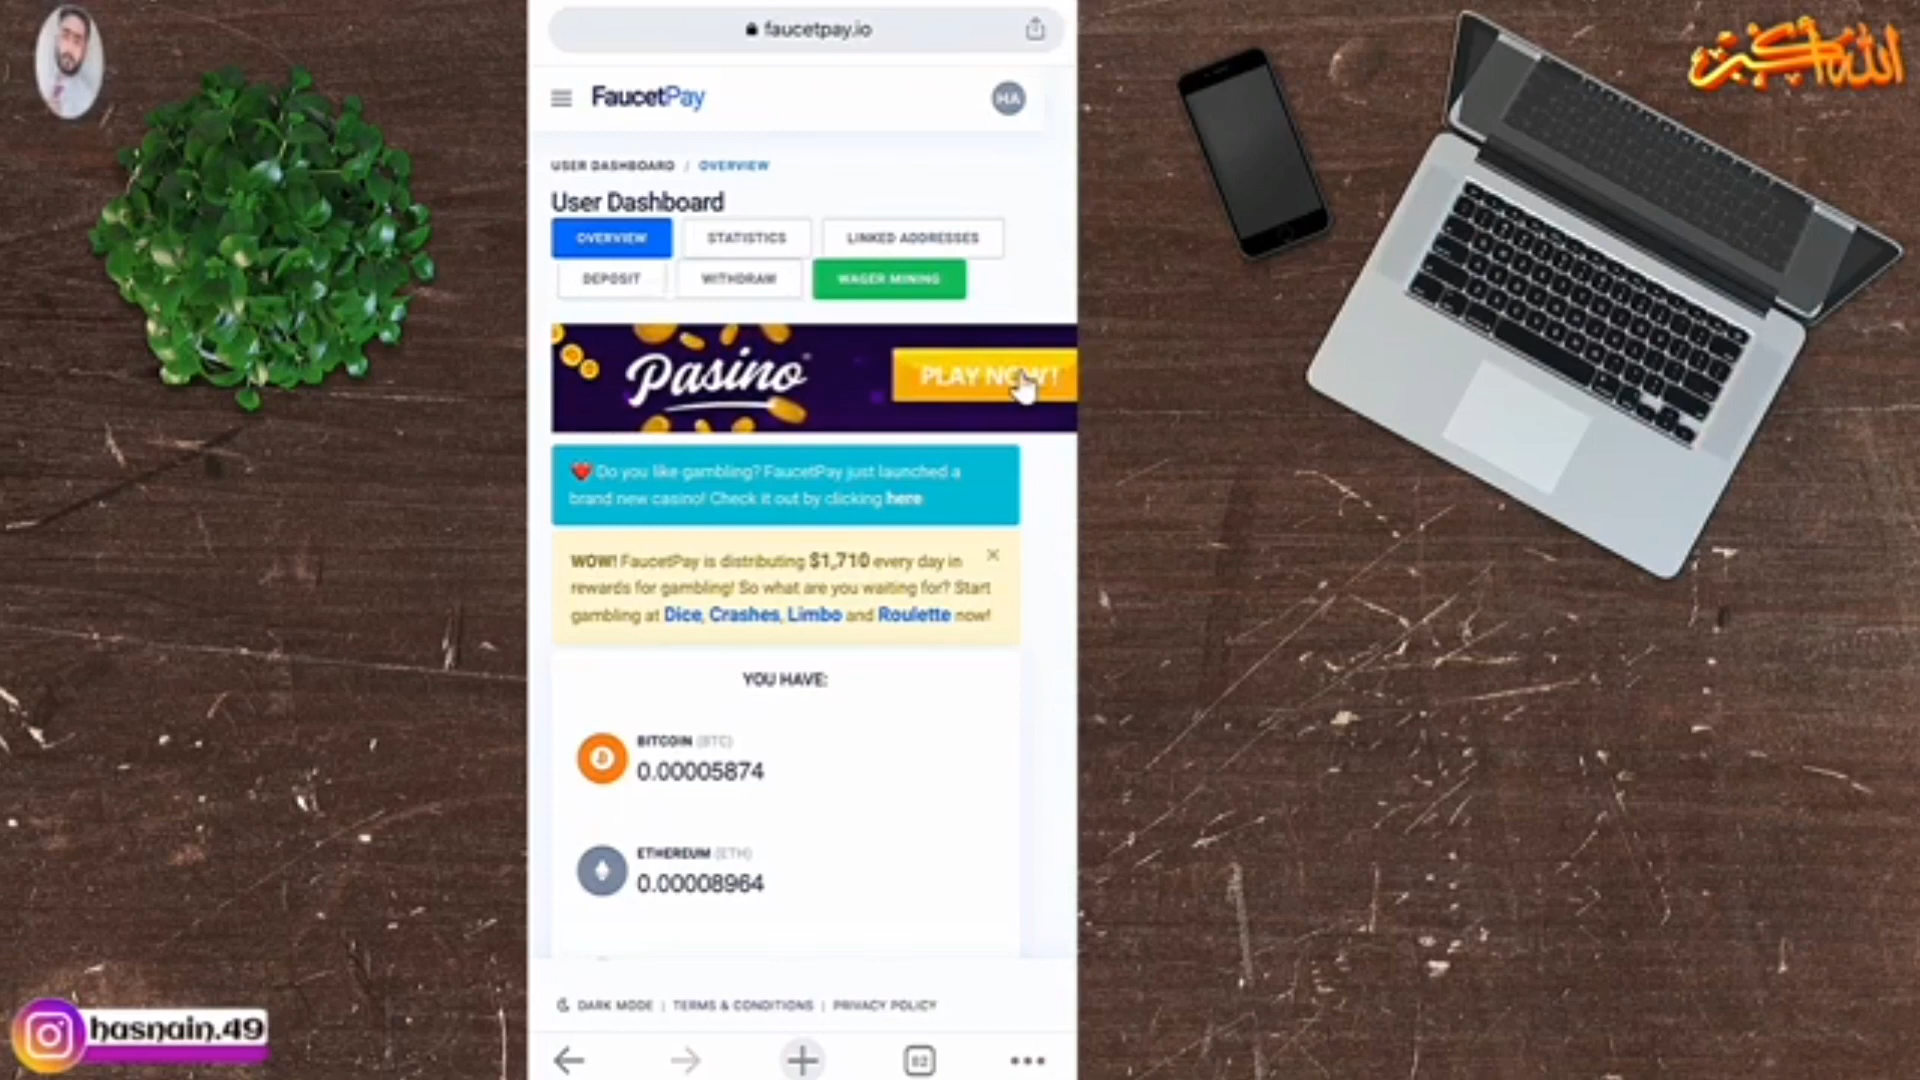 faucetpay.io
FaucetPay
HA
USER DASHBOARD / OVERVIEW
User Dashboard
OVERVIEW
STATISTICS
LINKED ADDRESSES
DEPOSIT
WITHDRAW
WAGER MINING
Pasino
PLAY NOW!
Do you like gambling? FaucetPay just launched a
brand new casino! Check it out by clicking here
WOW! FaucetPay is distributing $1,710 every day in
rewards for gambling! So what are you waiting for? Start
gambling at Dice, Crashes, Limbo and Roulette now!
YOU HAVE:
BITCOIN (BTC)
0.00005874
ETHEREUM (ETH)
0.00008964
DARK MODE | TERMS & CONDITIONS | PRIVACY POLICY
الله أكبر
hasnain.49